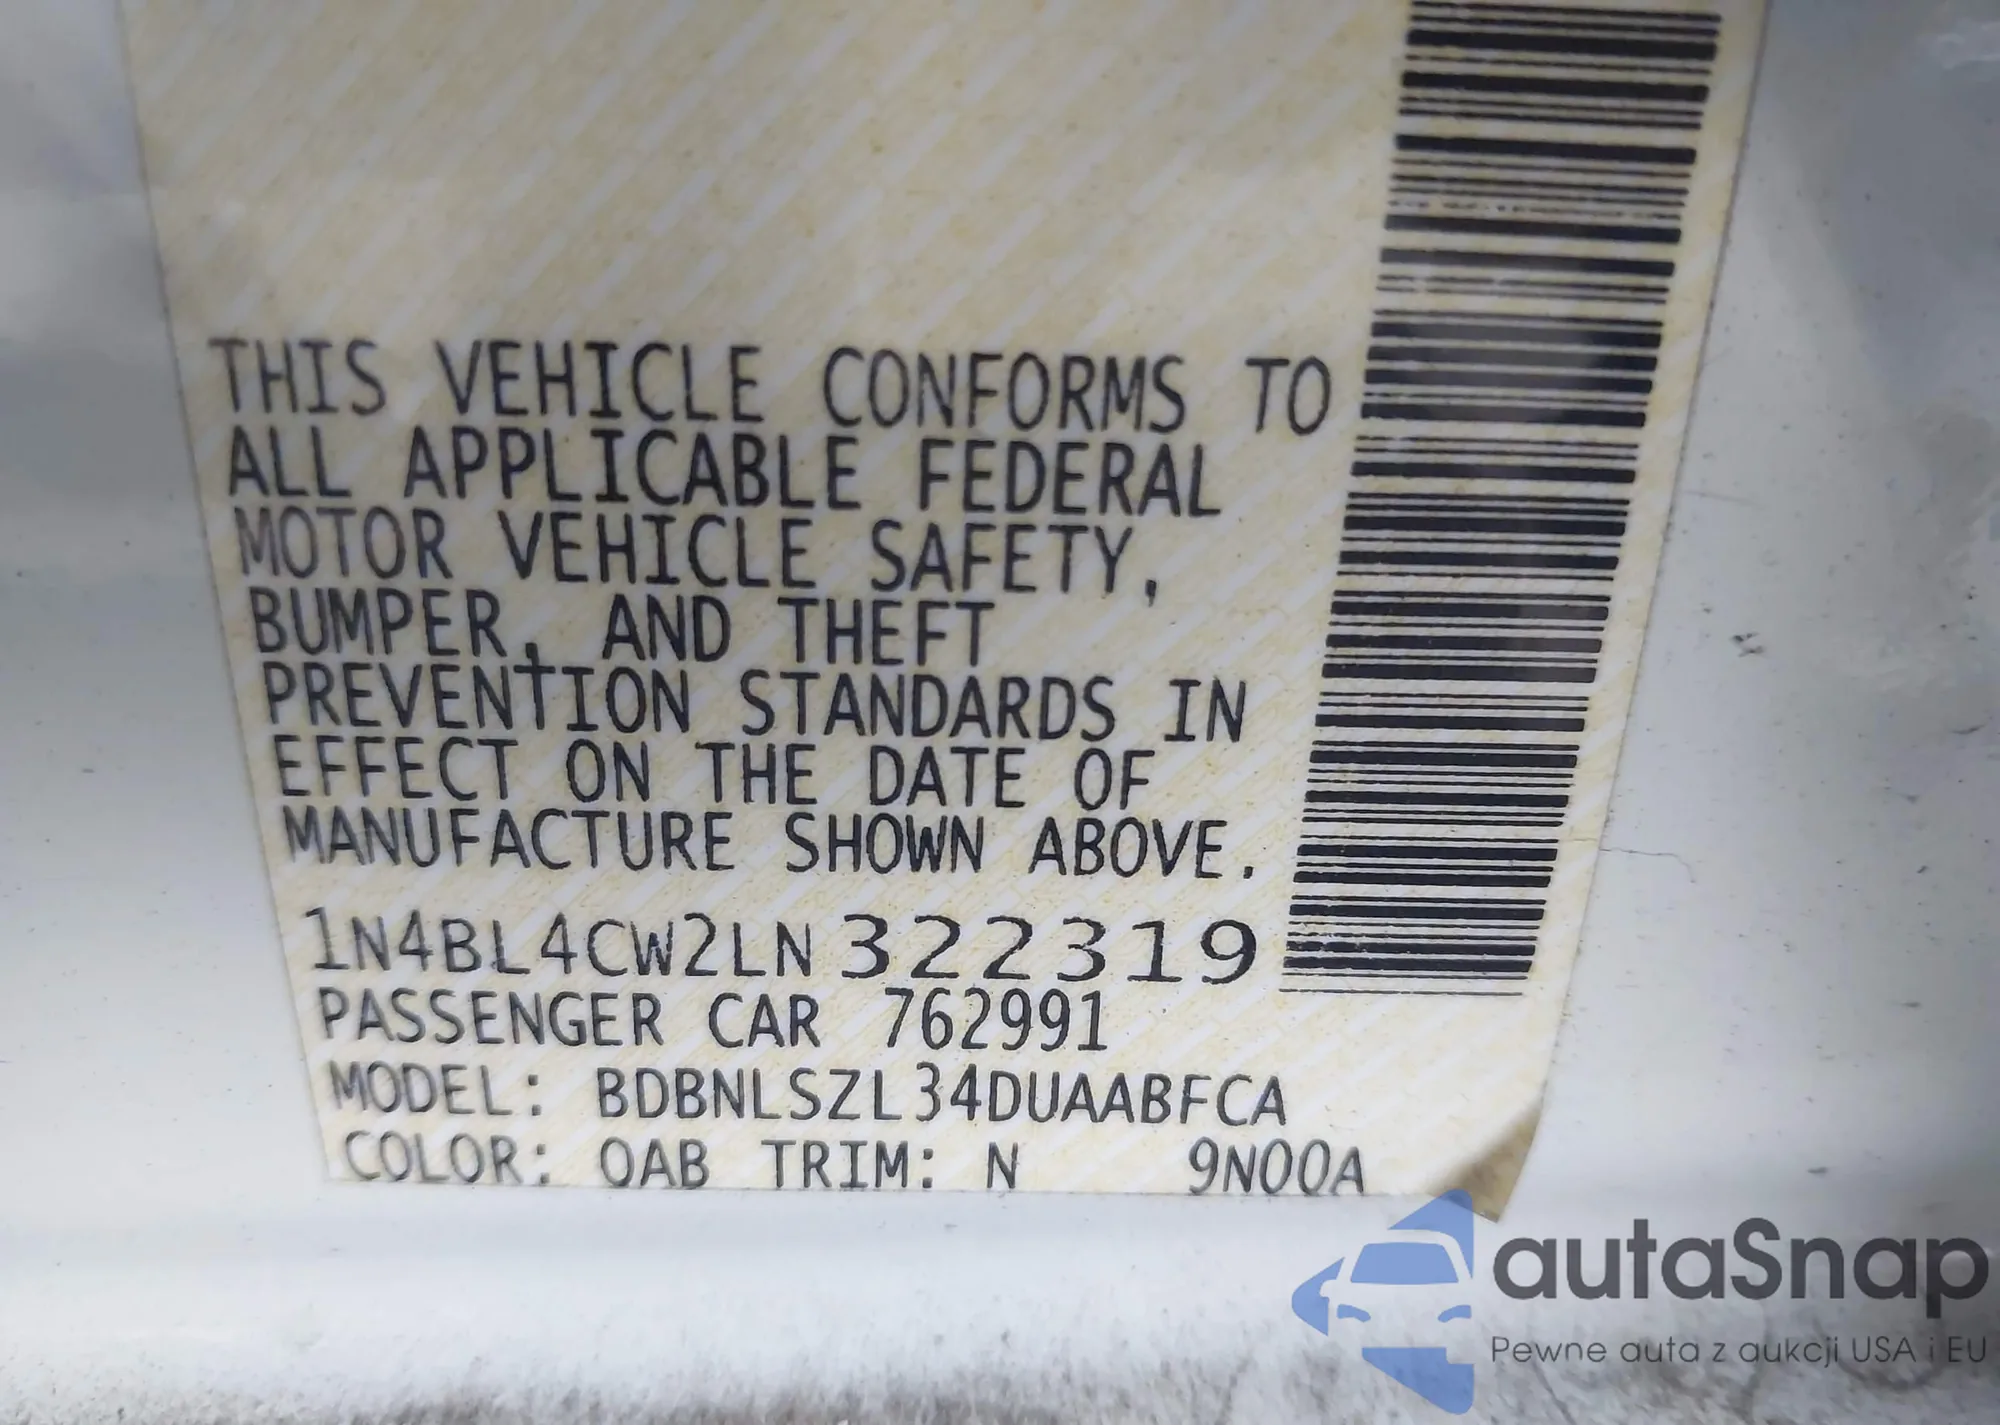 THIS VEHICLE CONFORMS TO
ALL APPLICABLE FEDERAL
MOTOR VEHICLE SAFETY,
BUMPER, AND THEFT
PREVENTION STANDARDS IN
EFFECT ON THE DATE OF
MANUFACTURE SHOWN ABOVE.
1N4BL4CW2LN322319
PASSENGER CAR 762991
MODEL: BDBNLSZL34DUAABFCA
COLOR: QAB TRIM: N 9N00A
autaSnap
Pewne auta z aukcji USA i EU